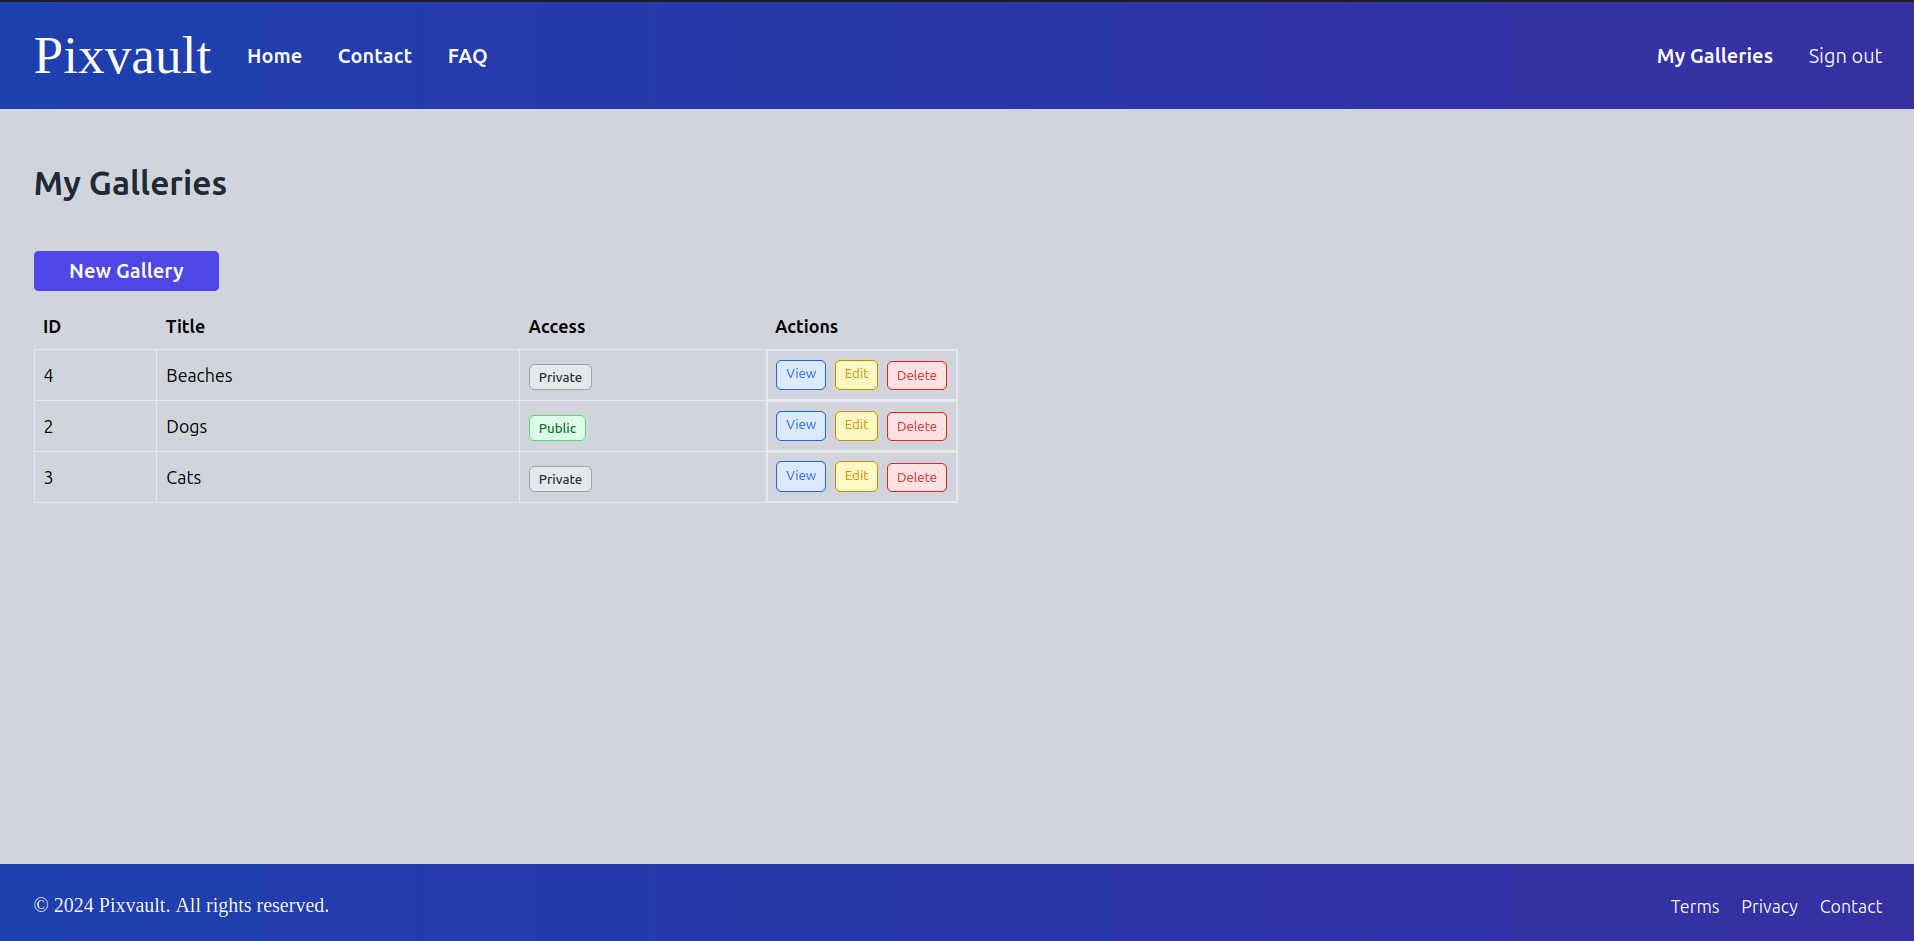 Pixvault Home Contact FAQ My Galleries Sign out
My Galleries
New Gallery
ID Title Access Actions
4 Beaches Private View Edit Delete
2 Dogs Public View Edit Delete
3 Cats Private View Edit Delete
© 2024 Pixvault. All rights reserved. Terms Privacy Contact